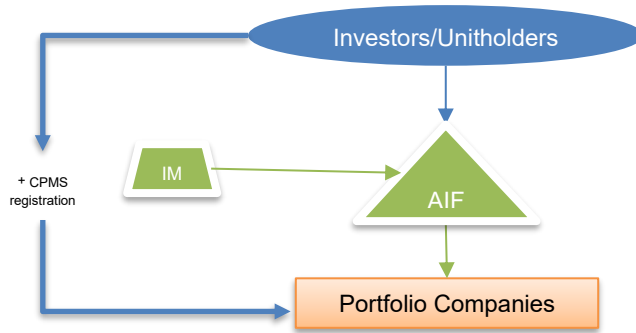 Investors/Unitholders
+ CPMS
registration
IM
AIF
Portfolio Companies